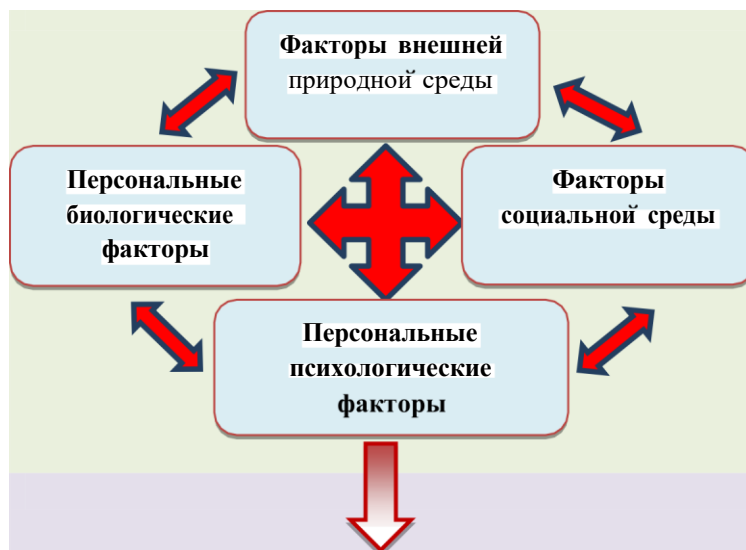 Факторы внешней
природной среды
Персональные
биологические
факторы
Факторы
социальной среды
Персональные
психологические
факторы